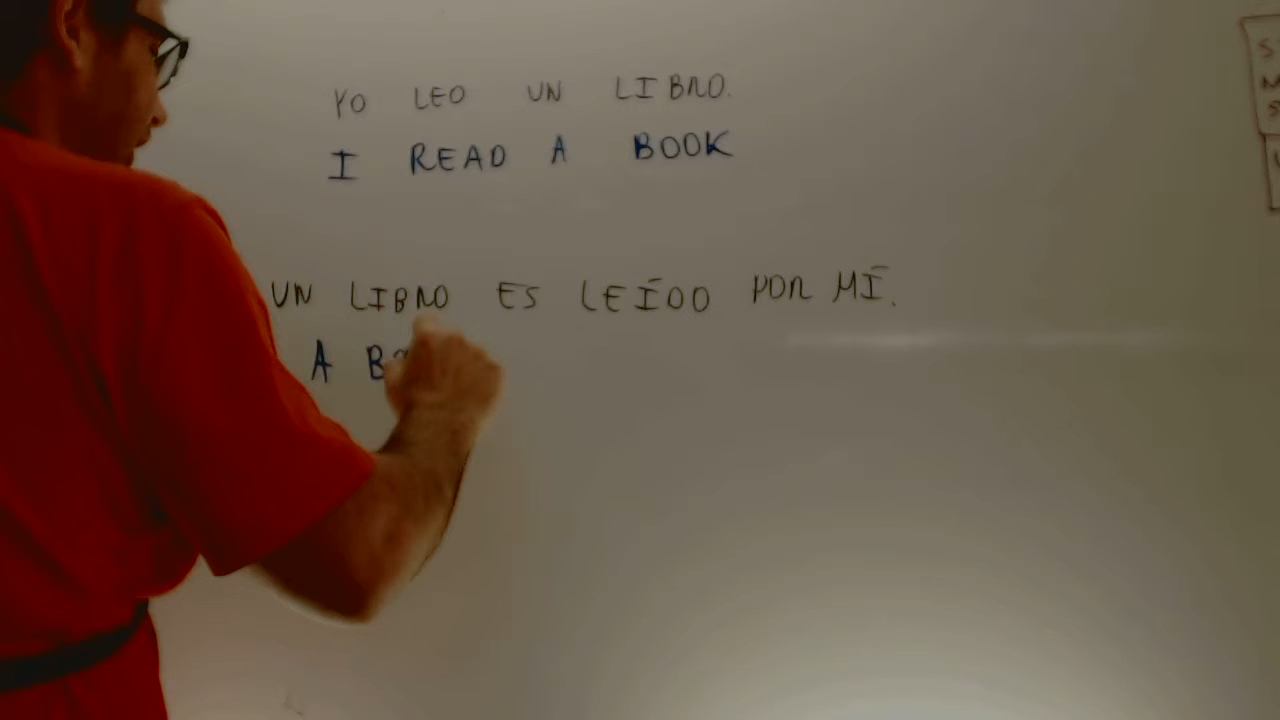 YO LEO UN LIBRO.
I READ A BOOK
UN LIBRO ES LEÍDO POR MÍ.
A